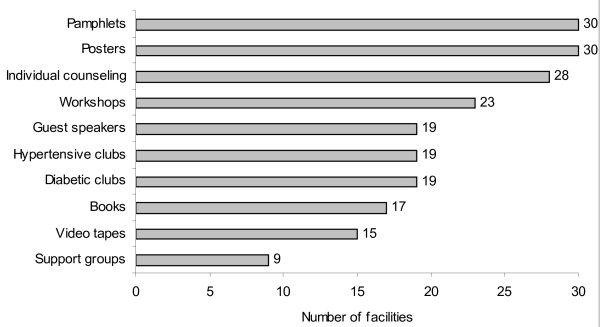 Pamphlets 30
Posters 30
Individual counseling 28
Workshops 23
Guest speakers 19
Hypertensive clubs 19
Diabetic clubs 19
Books 17
Video tapes 15
Support groups 9
0 5 10 15 20 25 30
Number of facilities